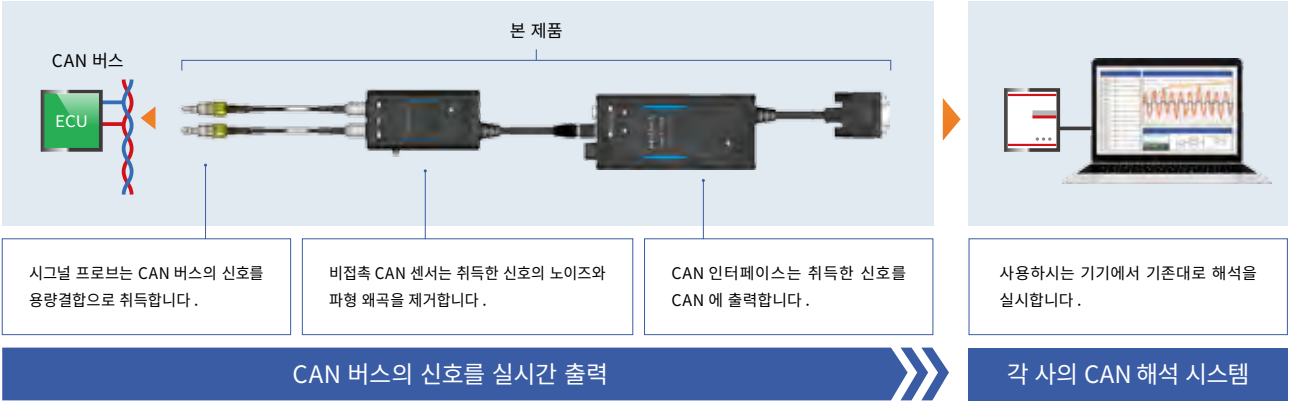 본 제품
CAN 버스
ECU
시그널 프로브는 CAN 버스의 신호를
용량결합으로 취득합니다 .
비접촉 CAN 센서는 취득한 신호의 노이즈와
파형 왜곡을 제거합니다 .
CAN 인터페이스는 취득한 신호를
CAN 에 출력합니다 .
사용하시는 기기에서 기존대로 해석을
실시합니다 .
CAN 버스의 신호를 실시간 출력
각 사의 CAN 해석 시스템